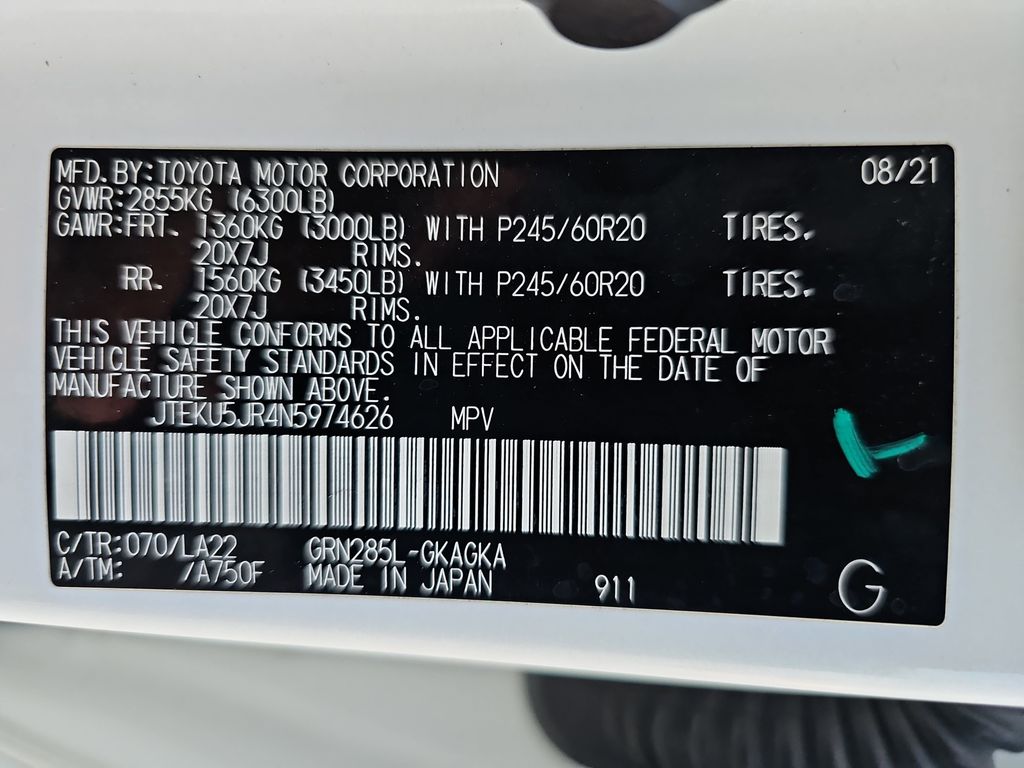 MFD. BY:TOYOTA MOTOR CORPORATION 08/21
GVWR:2855KG (6300LB)
GAWR:FRT. 1360KG (3000LB) WITH P245/60R20 TIRES.
20X7J RIMS.
RR. 1560KG (3450LB) WITH P245/60R20 TIRES.
20X7J RIMS.
THIS VEHICLE CONFORMS TO ALL APPLICABLE FEDERAL MOTOR
VEHICLE SAFETY STANDARDS IN EFFECT ON THE DATE OF
MANUFACTURE SHOWN ABOVE.
JTEKU5JR4N5974626 MPV
C/TR:070/LA22 GRN285L-GKAGKA
A/TM: /A750F MADE IN JAPAN 911 G